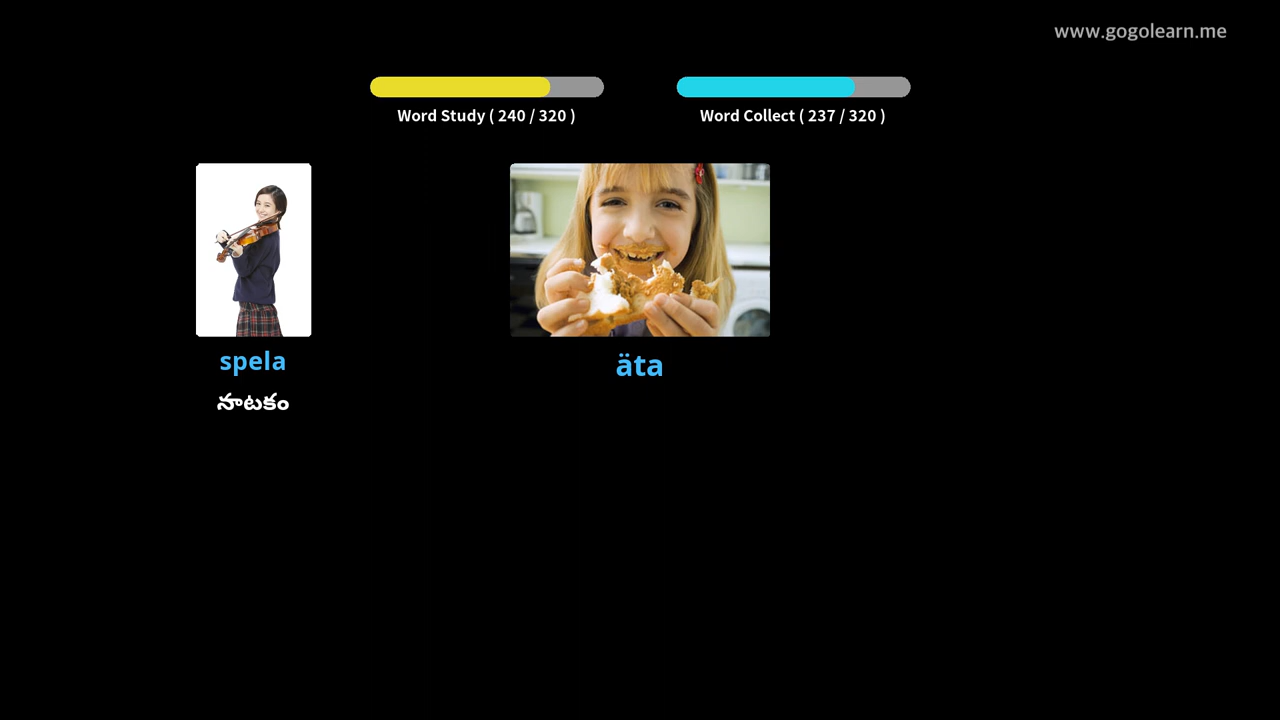 www.gogolearn.me
Word Study ( 240 / 320 )
Word Collect ( 237 / 320 )
spela
నాటకం
äta